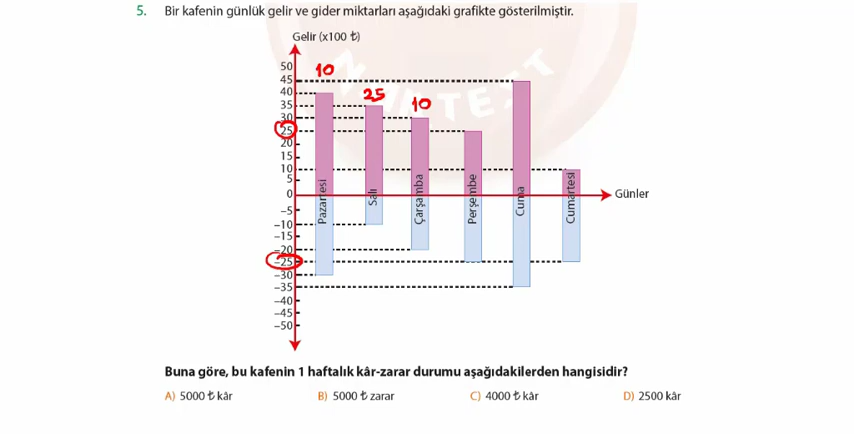 5. Bir kafenin günlük gelir ve gider miktarları aşağıdaki grafikte gösterilmiştir.
Gelir (x100 ₺)
50
45
40
35
30
25
20
15
10
5
0
–5
–10
–15
–20
–25
–30
–35
–40
–45
–50
10
25
10
Pazartesi
Salı
Çarşamba
Perşembe
Cuma
Cumartesi
Günler
Buna göre, bu kafenin 1 haftalık kâr-zarar durumu aşağıdakilerden hangisidir?
A) 5000 ₺ kâr B) 5000 ₺ zarar C) 4000 ₺ kâr D) 2500 kâr